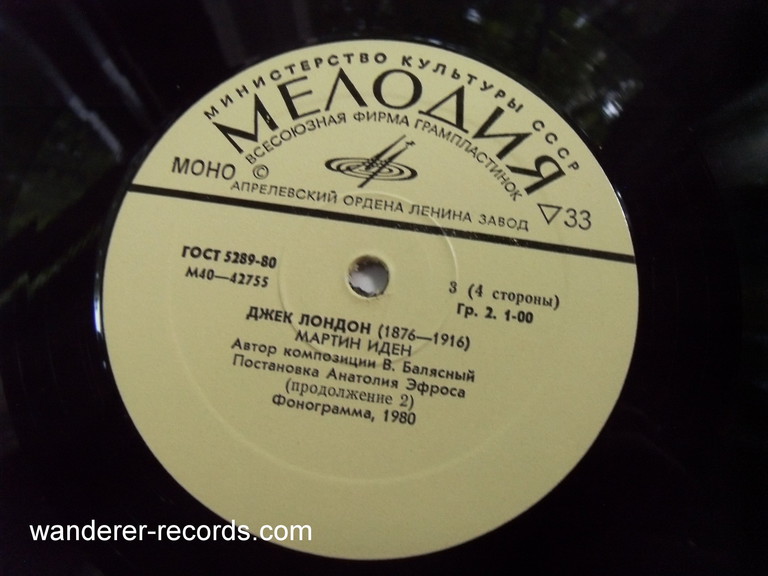 МИНИСТЕРСТВО КУЛЬТУРЫ СССР
МЕЛОДИЯ
ВСЕСОЮЗНАЯ ФИРМА ГРАМПЛАСТИНОК
МОНО ©
АПРЕЛЕВСКИЙ ОРДЕНА ЛЕНИНА ЗАВОД
▽33
ГОСТ 5289-80
М40—42755
3 (4 стороны)
Гр. 2. 1-00
ДЖЕК ЛОНДОН (1876—1916)
МАРТИН ИДЕН
Автор композиции В. Балясный
Постановка Анатолия Эфроса
(продолжение 2)
Фонограмма, 1980
wanderer-records.com